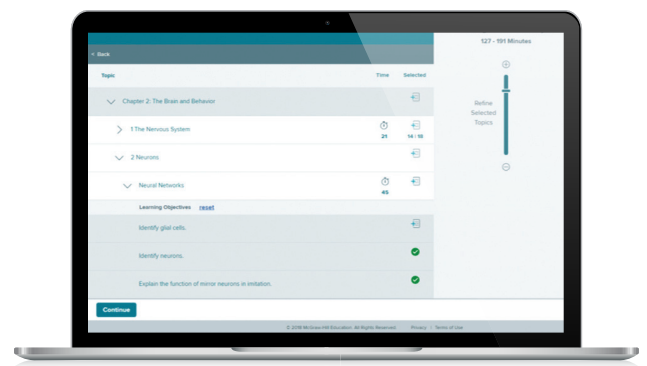 127 - 191 Minutes
< Back
Topic Time Selected
Chapter 2: The Brain and Behavior
Refine
Selected
Topics
1 The Nervous System
21 14 : 16
2 Neurons
Neural Networks
45
Learning Objectives reset
Identify glial cells.
Identify neurons.
Explain the function of mirror neurons in imitation.
Continue
© 2018 McGraw-Hill Education. All Rights Reserved. Privacy | Terms of Use